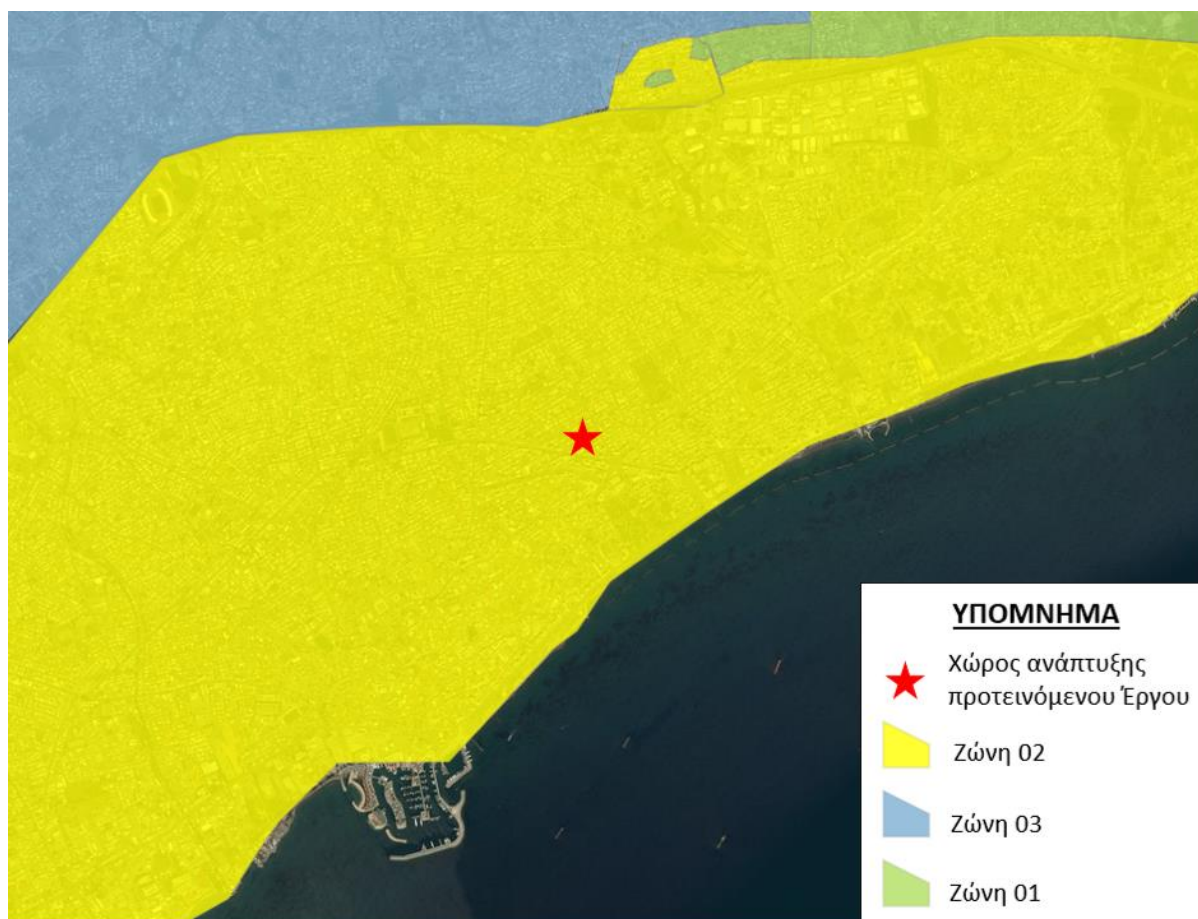 ΥΠΟΜΝΗΜΑ
Χώρος ανάπτυξης
προτεινόμενου Έργου
Ζώνη 02
Ζώνη 03
Ζώνη 01